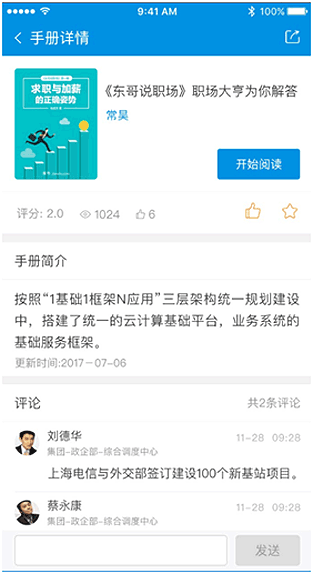 9:41 AM
100%
手册详情
求职与加薪
的正确姿势
《东哥说职场》职场大亨为你解答
常昊
开始阅读
评分: 2.0
1024
6
手册简介
按照“1基础1框架N应用”三层架构统一规划建设
中，搭建了统一的云计算基础平台，业务系统的
基础服务框架。
更新时间:2017-07-06
评论
共2条评论
刘德华
11-28 09:28
集团-政企部-综合调度中心
上海电信与外交部签订建设100个新基站项目。
蔡永康
11-28 09:28
集团-政企部-综合调度中心
发送